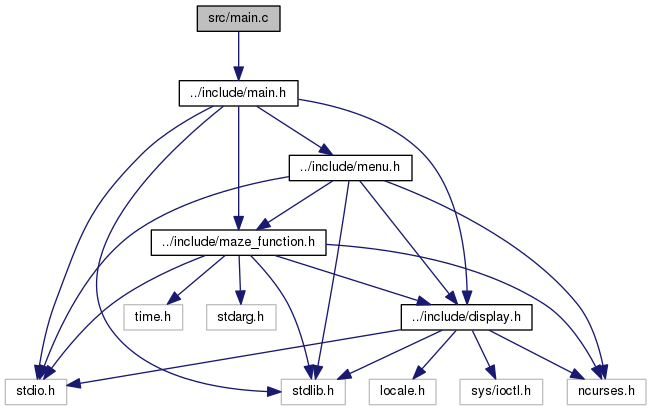 src/main.c
../include/main.h
../include/menu.h
../include/maze_function.h
time.h
stdarg.h
../include/display.h
stdio.h
stdlib.h
locale.h
sys/ioctl.h
ncurses.h